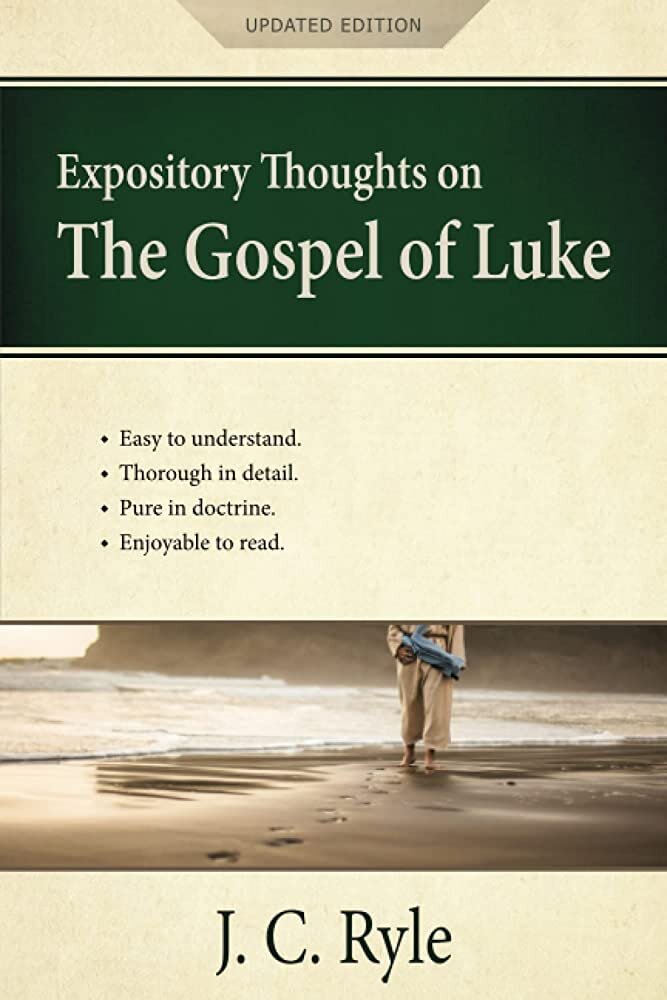 UPDATED EDITION
Expository Thoughts on
The Gospel of Luke
• Easy to understand.
• Thorough in detail.
• Pure in doctrine.
• Enjoyable to read.
J. C. Ryle